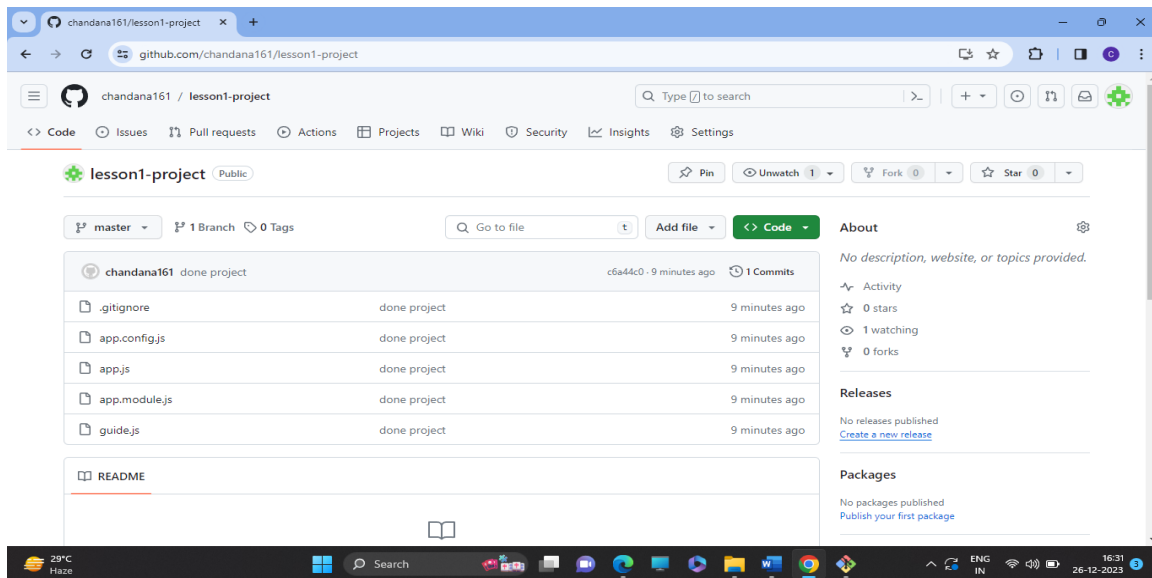 chandana161/lesson1-project
github.com/chandana161/lesson1-project
C
chandana161 / lesson1-project
Type / to search
Code Issues Pull requests Actions Projects Wiki Security Insights Settings
lesson1-project Public
Pin Unwatch 1 Fork 0 Star 0
master 1 Branch 0 Tags Go to file t Add file <> Code
About
No description, website, or topics provided.
chandana161 done project c6a44c0 · 9 minutes ago 1 Commits
.gitignore done project 9 minutes ago
app.config.js done project 9 minutes ago
app.js done project 9 minutes ago
app.module.js done project 9 minutes ago
guide.js done project 9 minutes ago
README
Activity
0 stars
1 watching
0 forks
Releases
No releases published
Create a new release
Packages
No packages published
Publish your first package
29°C
Haze
Search
ENG
IN
16:31
26-12-2023
3